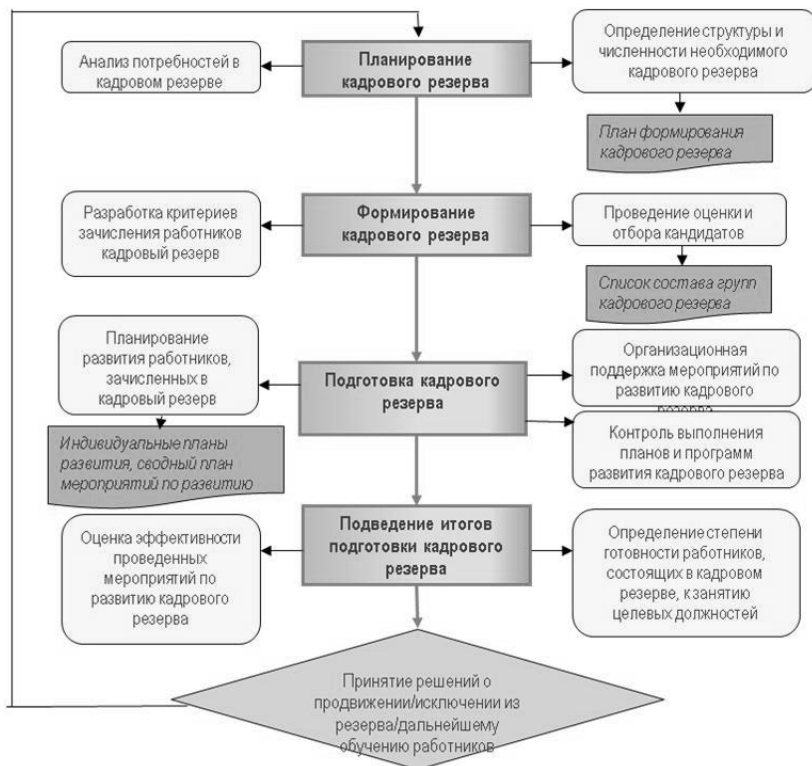 Анализ потребностей в
кадровом резерве
Планирование
кадрового резерва
Определение структуры и
численности необходимого
кадрового резерва
План формирования
кадрового резерва
Разработка критериев
зачисления работников
кадровый резерв
Формирование
кадрового резерва
Проведение оценки и
отбора кандидатов
Список состава групп
кадрового резерва
Планирование
развития работников,
зачисленных в
кадровый резерв
Индивидуальные планы
развития, сводный план
мероприятий по развитию
Подготовка кадрового
резерва
Организационная
поддержка мероприятий по
развитию кадрового
резерва
Контроль выполнения
планов и программ
развития кадрового резерва
Оценка эффективности
проведенных
мероприятий по
развитию кадрового
резерва
Подведение итогов
подготовки кадрового
резерва
Определение степени
готовности работников,
состоящих в кадровом
резерве, к занятию
целевых должностей
Принятие решений о
продвижении/исключении из
резерва/дальнейшему
обучению работников